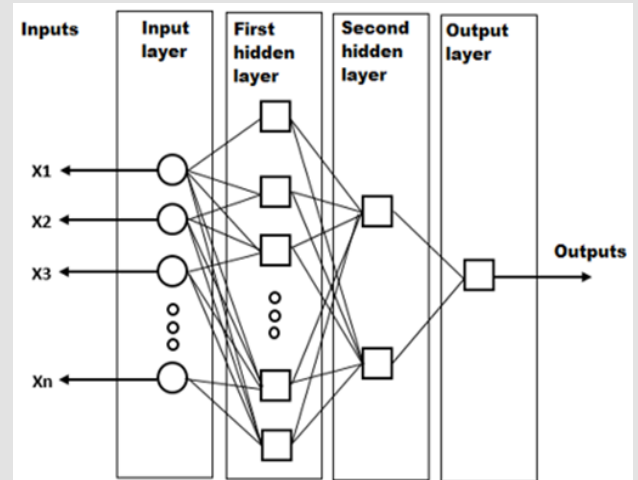 Inputs
Input
layer
First
hidden
layer
Second
hidden
layer
Output
layer
X1
X2
X3
Xn
Outputs